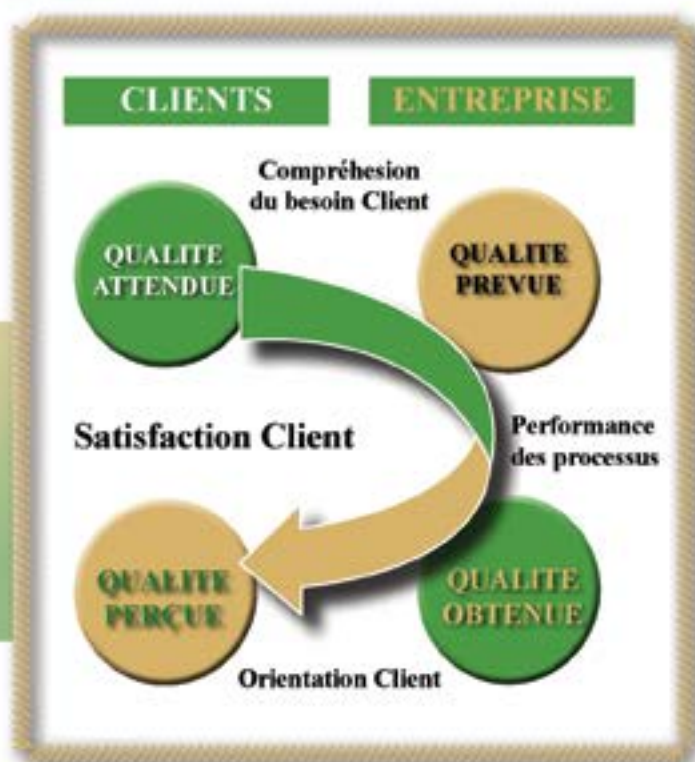 CLIENTS
ENTREPRISE
Compréhesion
du besoin Client
QUALITE
ATTENDUE
QUALITE
PREVUE
Satisfaction Client
Performance
des processus
QUALITE
PERÇUE
QUALITE
OBTENUE
Orientation Client